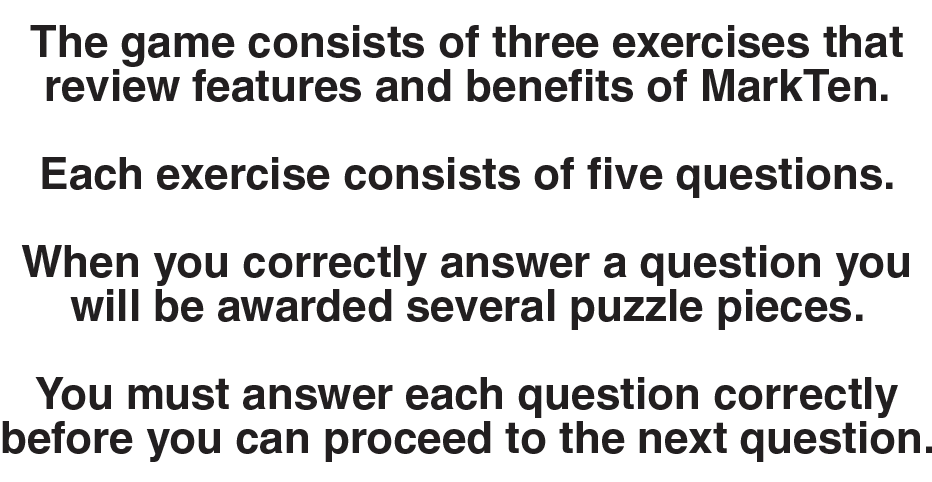 The game consists of three exercises that
review features and benefits of MarkTen.
Each exercise consists of five questions.
When you correctly answer a question you
will be awarded several puzzle pieces.
You must answer each question correctly
before you can proceed to the next question.